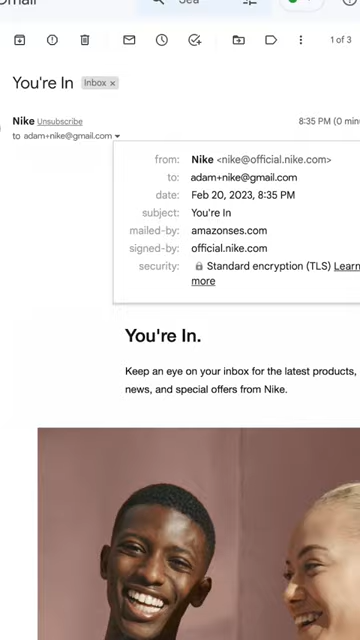 1 of 3
You're In Inbox ×
Nike Unsubscribe 8:35 PM (0 minu
to adam+nike@gmail.com
from: Nike <nike@official.nike.com>
to: adam+nike@gmail.com
date: Feb 20, 2023, 8:35 PM
subject: You're In
mailed-by: amazonses.com
signed-by: official.nike.com
security: Standard encryption (TLS) Learn
more
You're In.
Keep an eye on your inbox for the latest products,
news, and special offers from Nike.